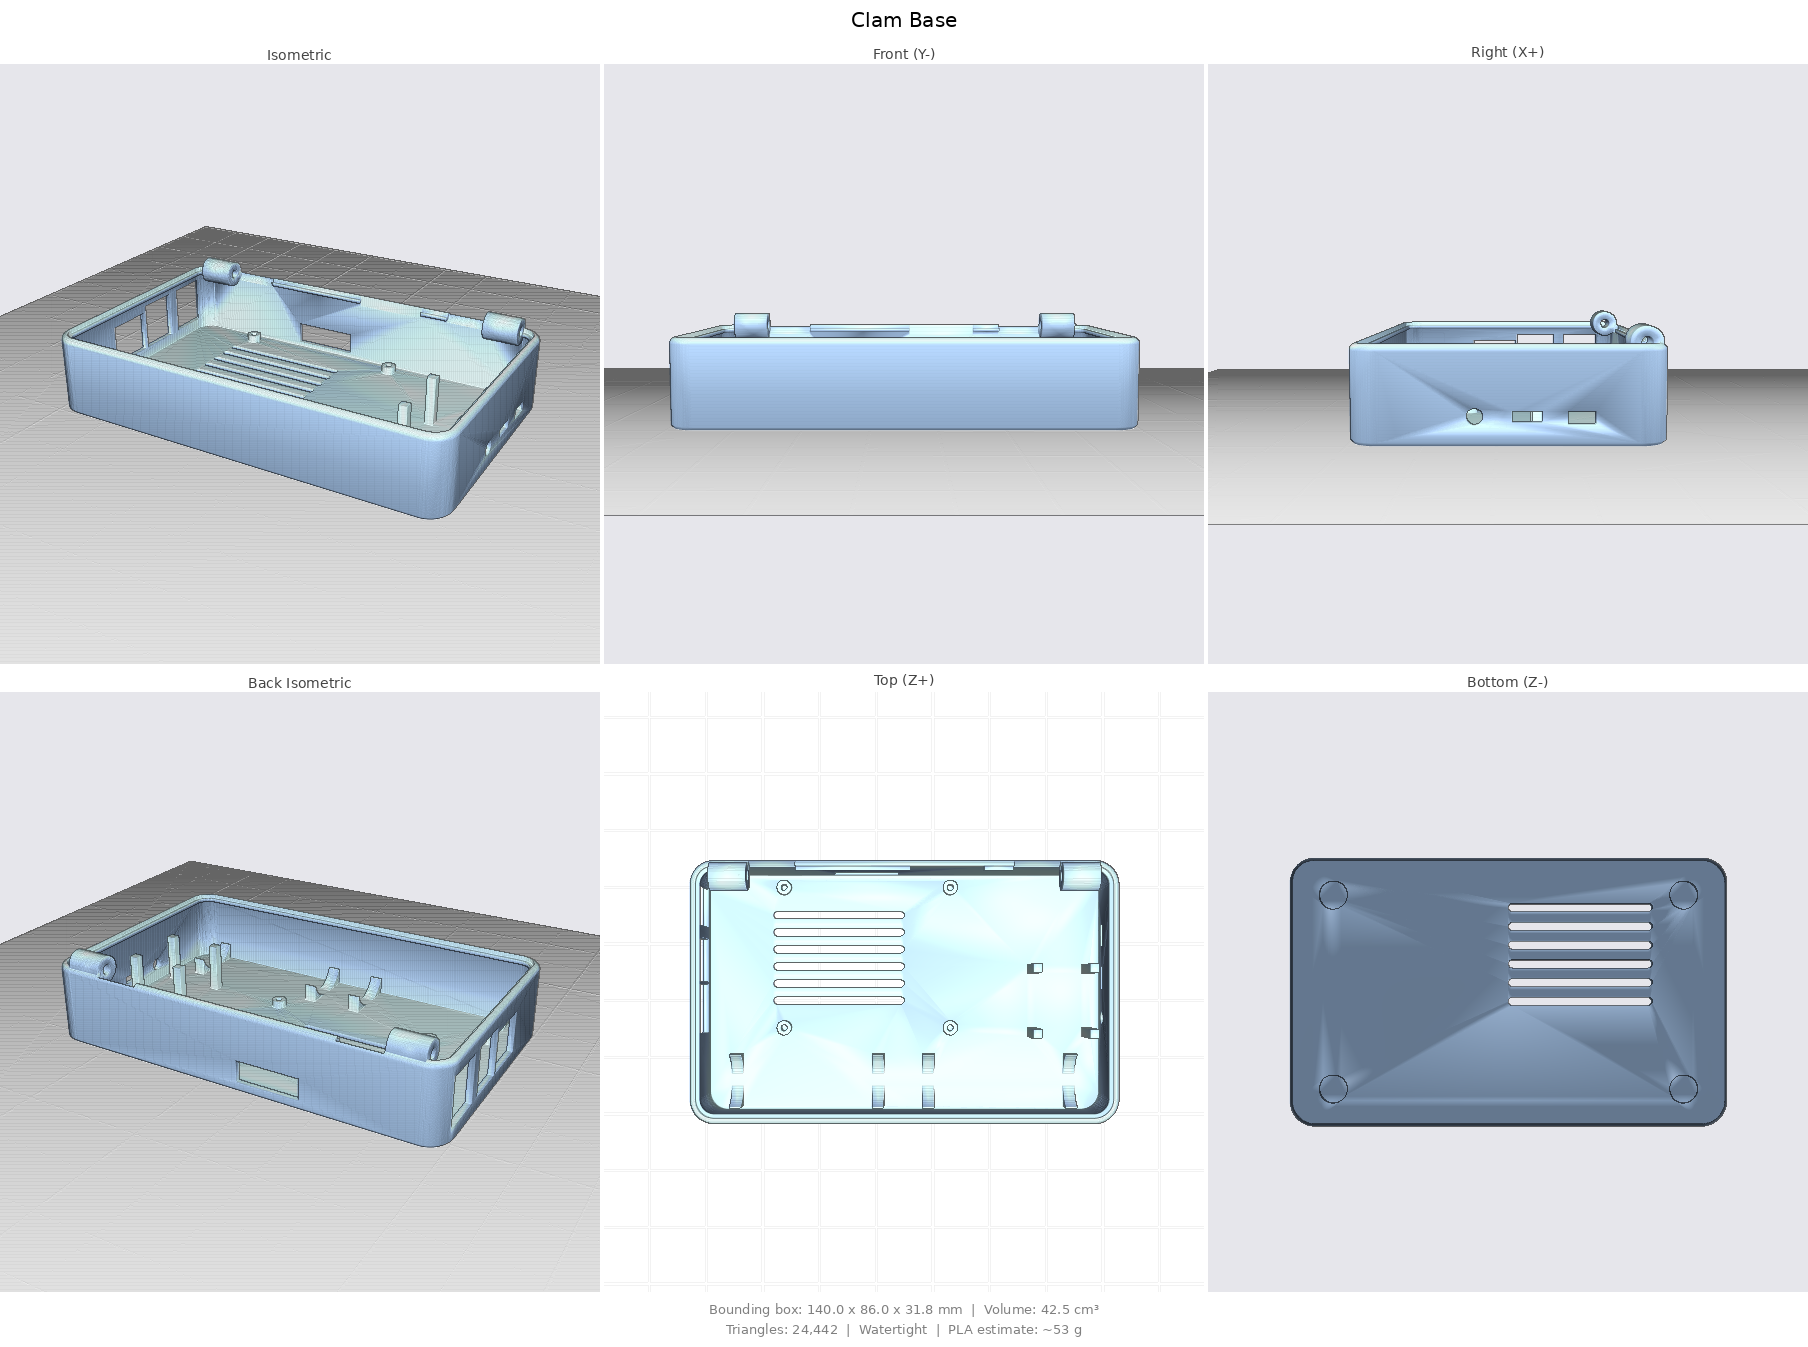 Clam Base
Isometric
Front (Y-)
Right (X+)
Back Isometric
Top (Z+)
Bottom (Z-)
Bounding box: 140.0 x 86.0 x 31.8 mm | Volume: 42.5 cm³
Triangles: 24,442 | Watertight | PLA estimate: ~53 g